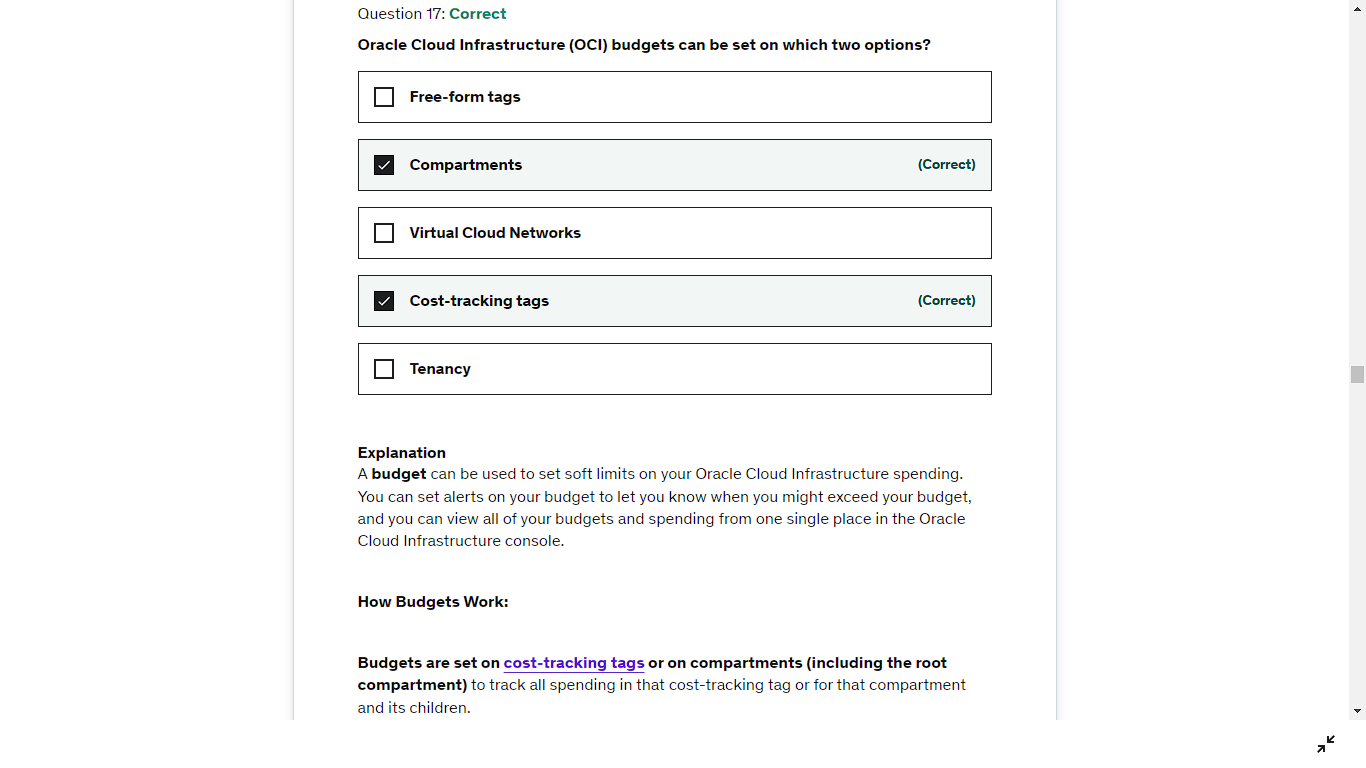 Question 17: Correct
Oracle Cloud Infrastructure (OCI) budgets can be set on which two options?
Free-form tags
Compartments (Correct)
Virtual Cloud Networks
Cost-tracking tags (Correct)
Tenancy
Explanation
A budget can be used to set soft limits on your Oracle Cloud Infrastructure spending.
You can set alerts on your budget to let you know when you might exceed your budget,
and you can view all of your budgets and spending from one single place in the Oracle
Cloud Infrastructure console.
How Budgets Work:
Budgets are set on cost-tracking tags or on compartments (including the root
compartment) to track all spending in that cost-tracking tag or for that compartment
and its children.